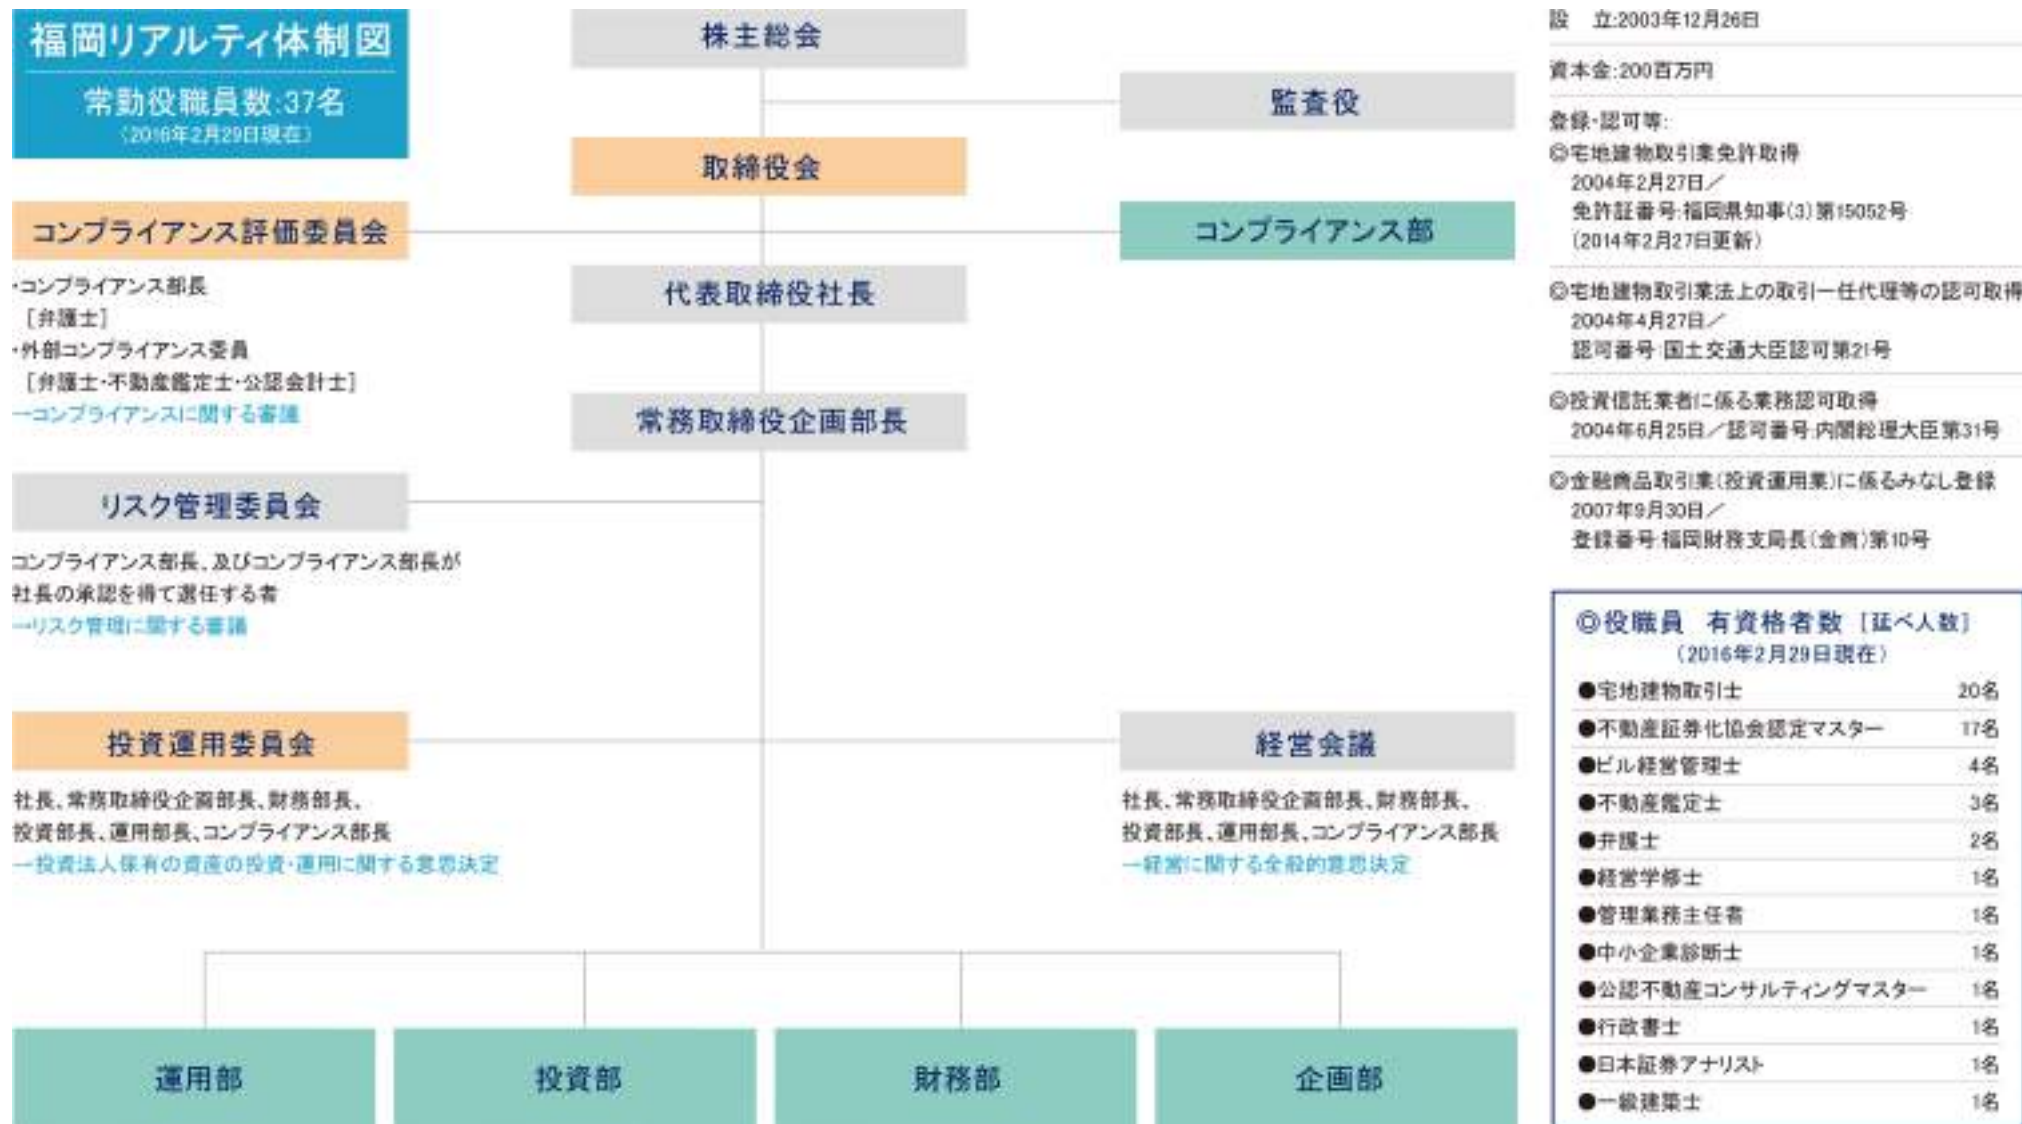 福岡リアルティ体制図
常勤役職員数:37名
(2016年2月29日現在)
株主総会
監査役
取締役会
コンプライアンス評価委員会
コンプライアンス部
・コンプライアンス部長
[弁護士]
・外部コンプライアンス委員
[弁護士・不動産鑑定士・公認会計士]
→コンプライアンスに関する審議
代表取締役社長
常務取締役企画部長
リスク管理委員会
コンプライアンス部長、及びコンプライアンス部長が
社長の承認を得て選任する者
→リスク管理に関する審議
投資運用委員会
社長、常務取締役企画部長、財務部長、
投資部長、運用部長、コンプライアンス部長
→投資法人保有の資産の投資・運用に関する意思決定
経営会議
社長、常務取締役企画部長、財務部長、
投資部長、運用部長、コンプライアンス部長
→経営に関する全般的意思決定
運用部
投資部
財務部
企画部
設 立:2003年12月26日
資本金:200百万円
登録・認可等:
◎宅地建物取引業免許取得
2004年2月27日/
免許証番号:福岡県知事(3)第15052号
(2014年2月27日更新)
◎宅地建物取引業法上の取引一任代理等の認可取得
2004年4月27日/
認可番号:国土交通大臣認可第21号
◎投資信託業者に係る業務認可取得
2004年6月25日/認可番号:内閣総理大臣第31号
◎金融商品取引業(投資運用業)に係るみなし登録
2007年9月30日/
登録番号:福岡財務支局長(金商)第10号
◎役職員 有資格者数 [延べ人数]
(2016年2月29日現在)
●宅地建物取引士 20名
●不動産証券化協会認定マスター 17名
●ビル経営管理士 4名
●不動産鑑定士 3名
●弁護士 2名
●経営学修士 1名
●管理業務主任者 1名
●中小企業診断士 1名
●公認不動産コンサルティングマスター 1名
●行政書士 1名
●日本証券アナリスト 1名
●一級建築士 1名